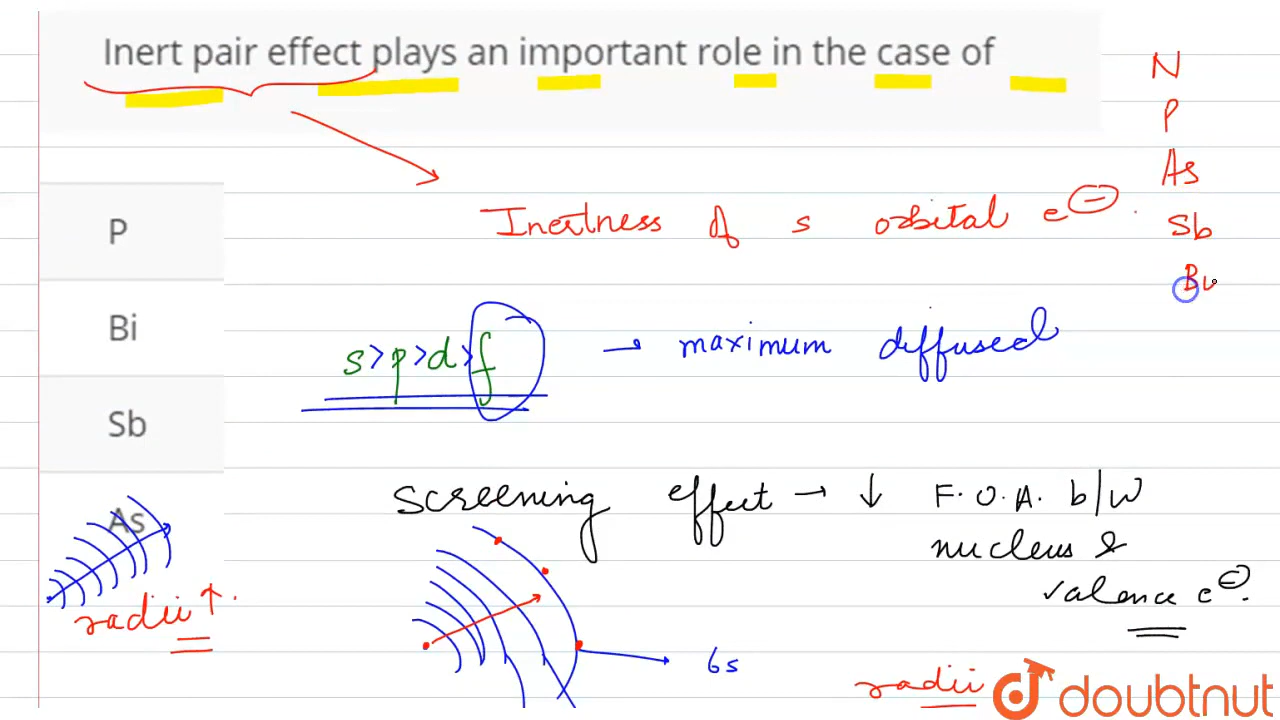 Inert pair effect plays an important role in the case of
N
P
As
Sb
Bi
Inertness of s orbital e⊖.
P
Bi
Sb
As
s>p>d>f → maximum diffused
Screening effect → ↓ F.O.A. b/w
nucleus &
valence e⊖.
radii ↑.
6s
radii
doubtnut